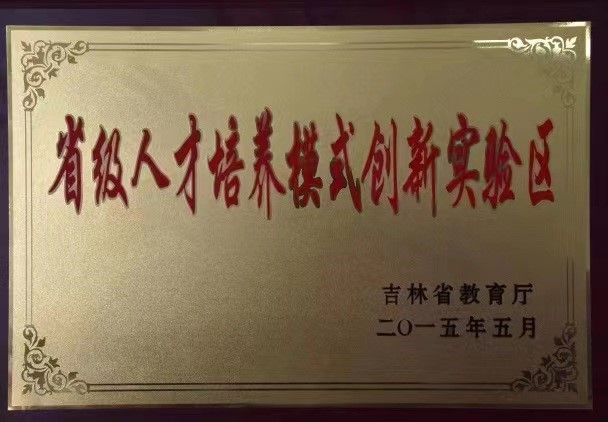 省级人才培养模式创新实验区
吉林省教育厅
二〇一五年五月